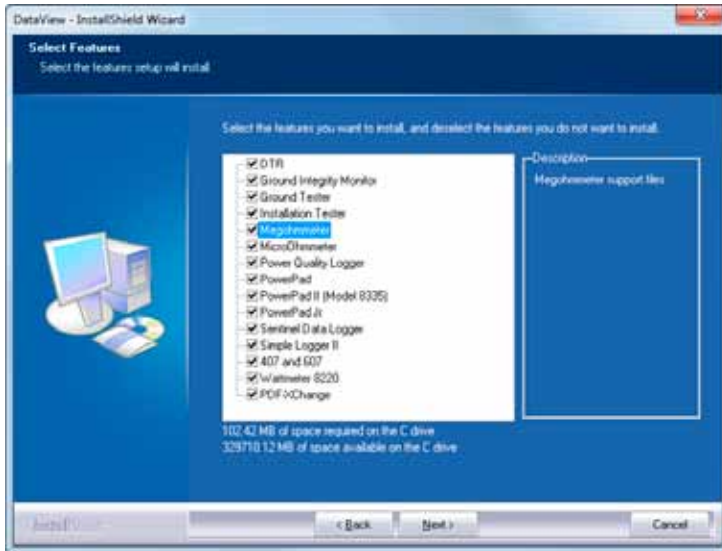 DataView - InstallShield Wizard
Select Features
Select the features setup will install.
Select the features you want to install, and deselect the features you do not want to install.
DTR
Ground Integrity Monitor
Ground Tester
Installation Tester
Megohmmeter
MicroOhmmeter
Power Quality Logger
PowerPad
PowerPad II (Model 8335)
PowerPad Jr
Sentinel Data Logger
Simple Logger II
407 and 607
Wattmeter 8220
PDF-XChange
Description
Megohmmeter support files
102.42 MB of space required on the C drive
329710.12 MB of space available on the C drive
< Back
Next >
Cancel